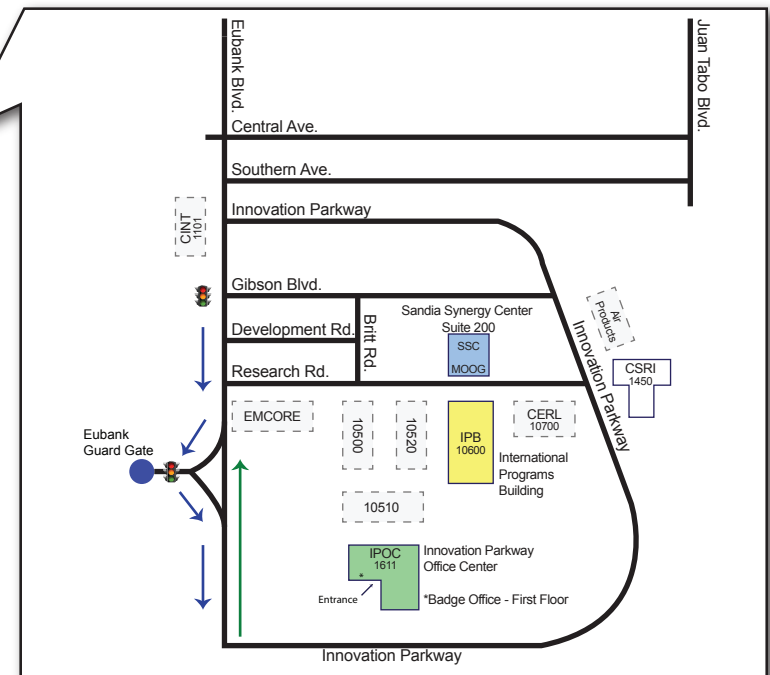 Eubank Blvd.
Juan Tabo Blvd.
Central Ave.
Southern Ave.
CINT
1101
Innovation Parkway
Gibson Blvd.
Air
Products
Sandia Synergy Center
Suite 200
Development Rd.
Britt Rd.
SSC
MOOG
Innovation Parkway
CSRI
1450
Research Rd.
EMCORE
10500
10520
IPB
10600
CERL
10700
Eubank
Guard Gate
International
Programs
Building
10510
IPOC
1611
Innovation Parkway
Office Center
*
Entrance
*Badge Office - First Floor
Innovation Parkway